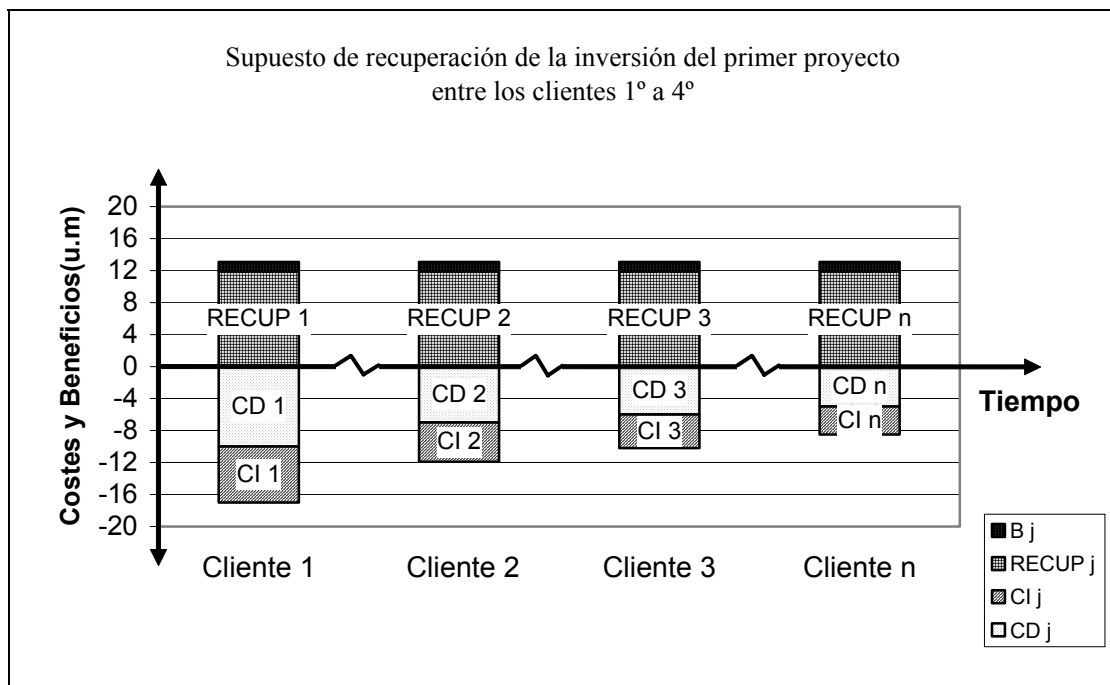 Supuesto de recuperación de la inversión del primer proyecto
entre los clientes 1º a 4º
Costes y Beneficios(u.m)
20
16
12
8
4
0
-4
-8
-12
-16
-20
RECUP 1
RECUP 2
RECUP 3
RECUP n
CD 1
CD 2
CD 3
CD n
CI 1
CI 2
CI 3
CI n
Tiempo
Cliente 1
Cliente 2
Cliente 3
Cliente n
B j
RECUP j
CI j
CD j